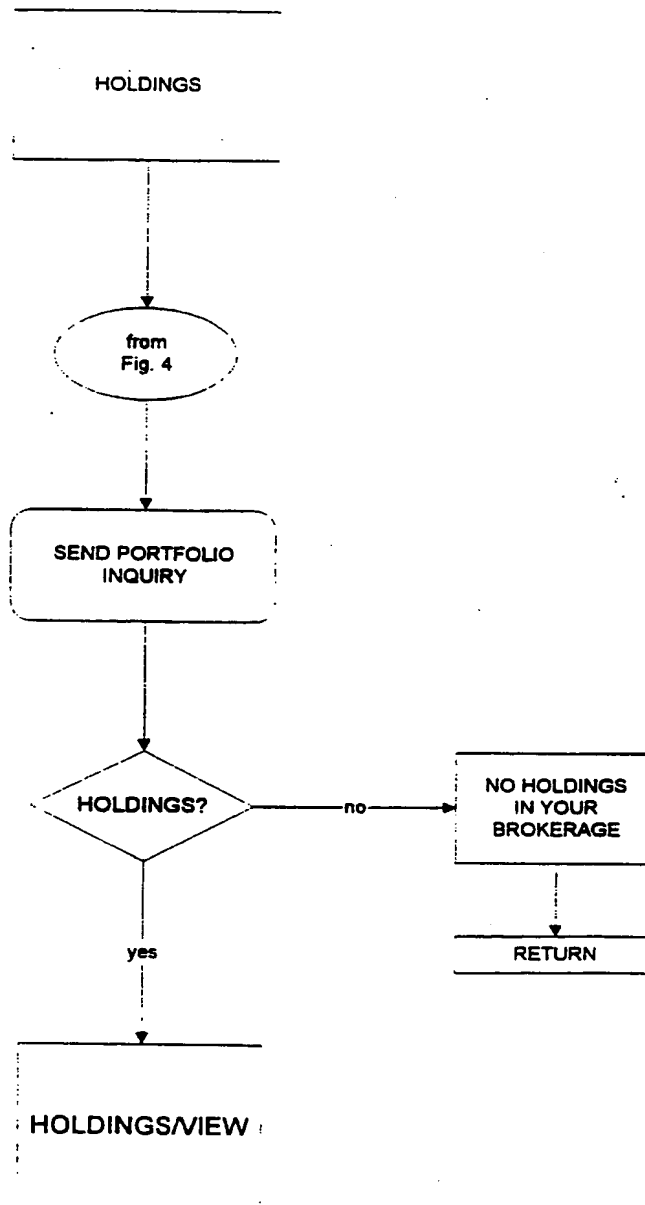 HOLDINGS
from
Fig. 4
SEND PORTFOLIO
INQUIRY
HOLDINGS?
no
NO HOLDINGS
IN YOUR
BROKERAGE
yes
RETURN
HOLDINGS/VIEW